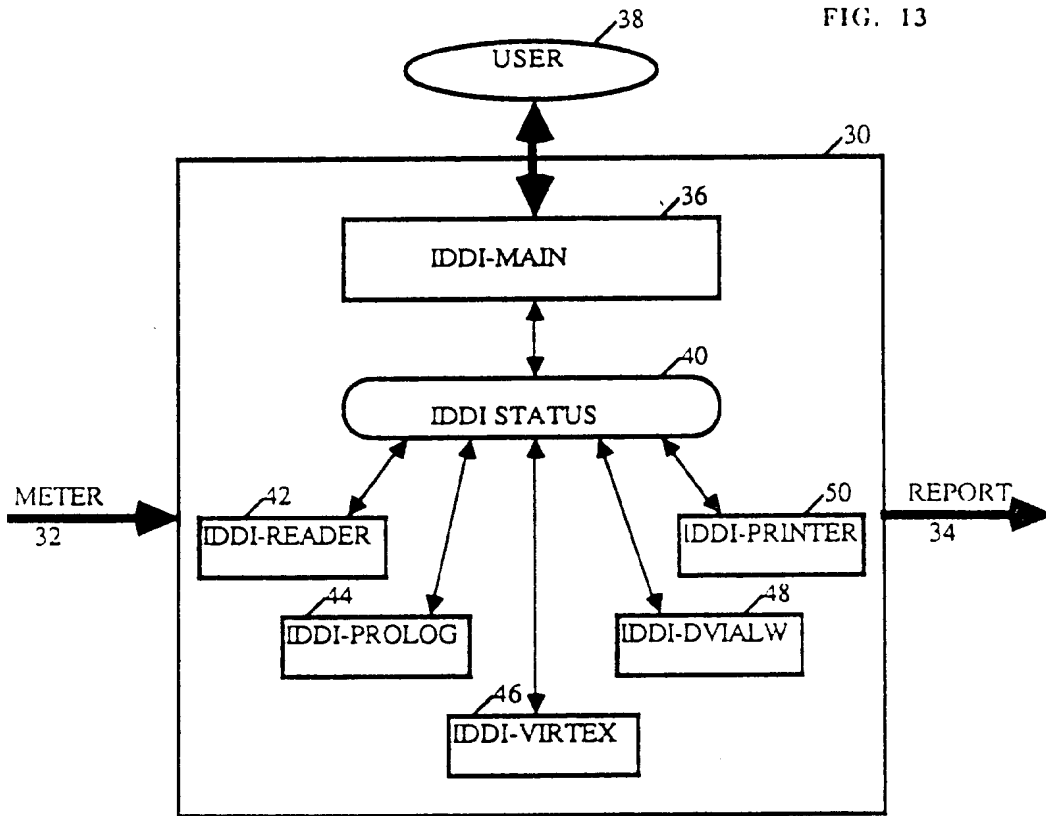 FIG. 13
38
USER
30
36
IDDI-MAIN
40
IDDI STATUS
METER
32
42
IDDI-READER
50
IDDI-PRINTER
REPORT
34
44
IDDI-PROLOG
48
IDDI-DVIALW
46
IDDI-VIRTEX